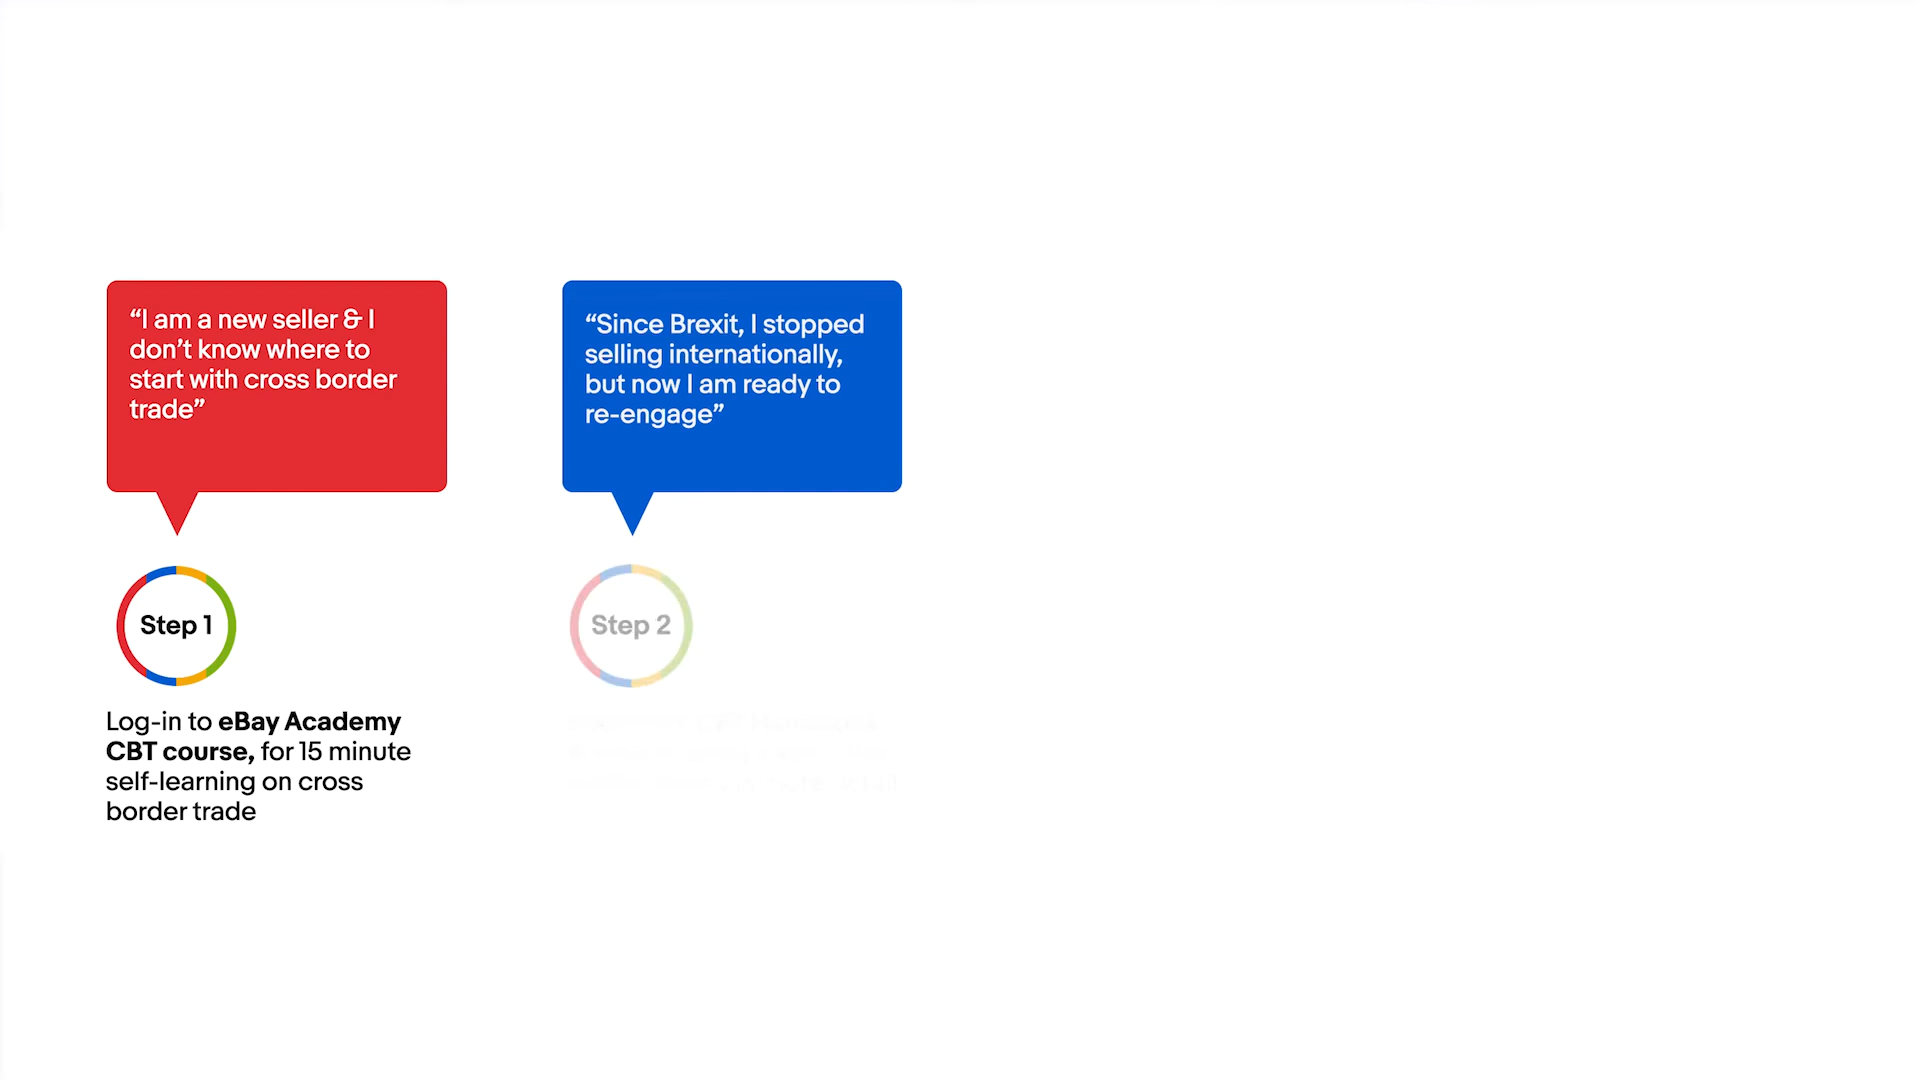 “I am a new seller & I
don’t know where to
start with cross border
trade”
Step 1
Log-in to eBay Academy
CBT course, for 15 minute
self-learning on cross
border trade
“Since Brexit, I stopped
selling internationally,
but now I am ready to
re-engage”
Step 2